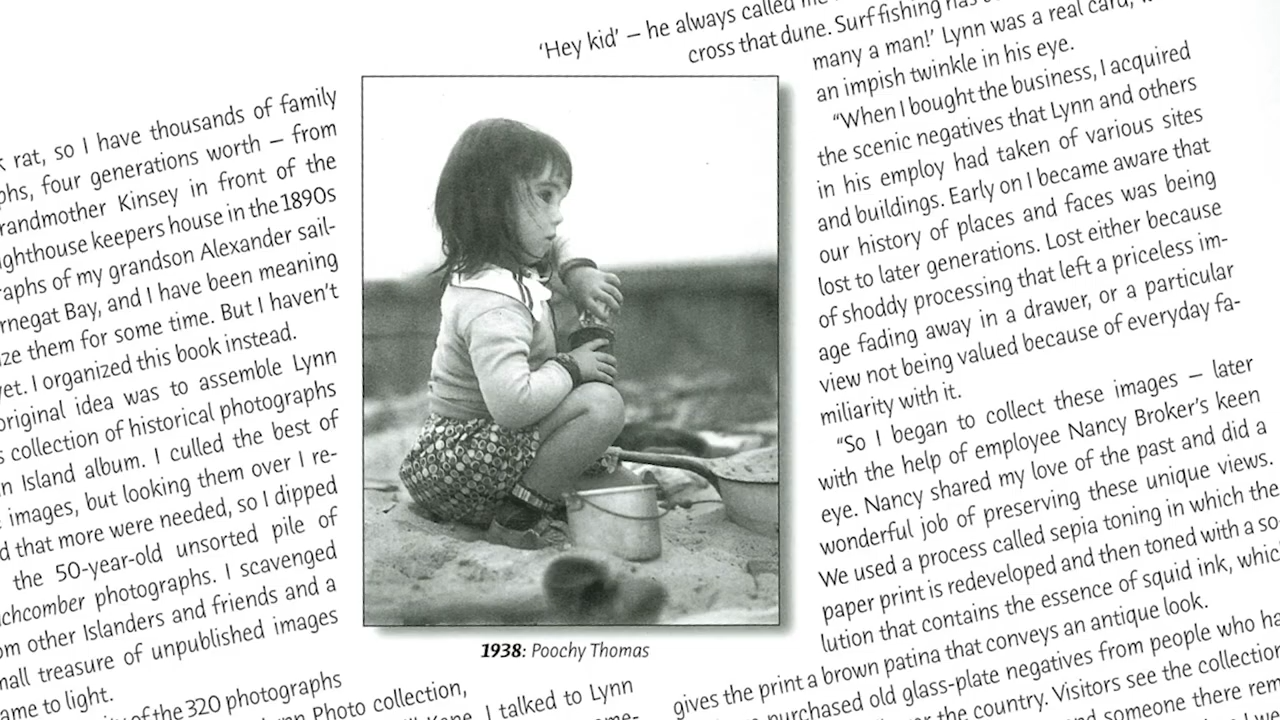 rat, so I have thousands of family
four generations worth — from
Kinsey in front of the
keepers house in the 1890s
of my grandson Alexander sail-
Bay, and I have been meaning
them for some time. But I haven't
I organized this book instead.
original idea was to assemble Lynn
collection of historical photographs
Island album. I culled the best of
images, but looking them over I re-
that more were needed, so I dipped
the 50-year-old unsorted pile of
photographs. I scavenged
other Islanders and friends and a
treasure of unpublished images
to light.
of the 320 photographs
Photo collection,
I talked to Lynn
'Hey kid' – he always called me
cross that dune. Surf fishing has
1938: Poochy Thomas
many a man!' Lynn was a real card,
an impish twinkle in his eye.
"When I bought the business, I acquired
the scenic negatives that Lynn and others
in his employ had taken of various sites
and buildings. Early on I became aware that
our history of places and faces was being
lost to later generations. Lost either because
of shoddy processing that left a priceless im-
age fading away in a drawer, or a particular
view not being valued because of everyday fa-
miliarity with it.
"So I began to collect these images — later
with the help of employee Nancy Broker's keen
eye. Nancy shared my love of the past and did a
wonderful job of preserving these unique views.
We used a process called sepia toning in which the
paper print is redeveloped and then toned with a so-
lution that contains the essence of squid ink, which
gives the print a brown patina that conveys an antique look.
purchased old glass-plate negatives from people who
the country. Visitors see the collection
and someone there